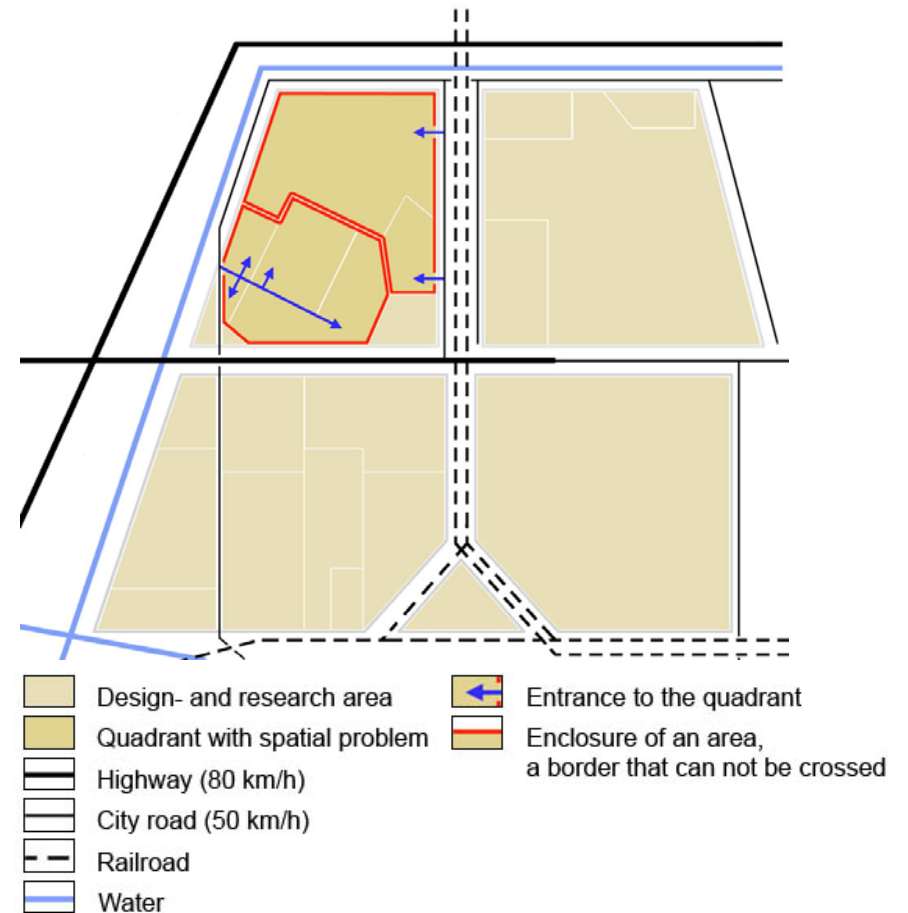 Design- and research area
Quadrant with spatial problem
Highway (80 km/h)
City road (50 km/h)
Railroad
Water
Entrance to the quadrant
Enclosure of an area,
a border that can not be crossed